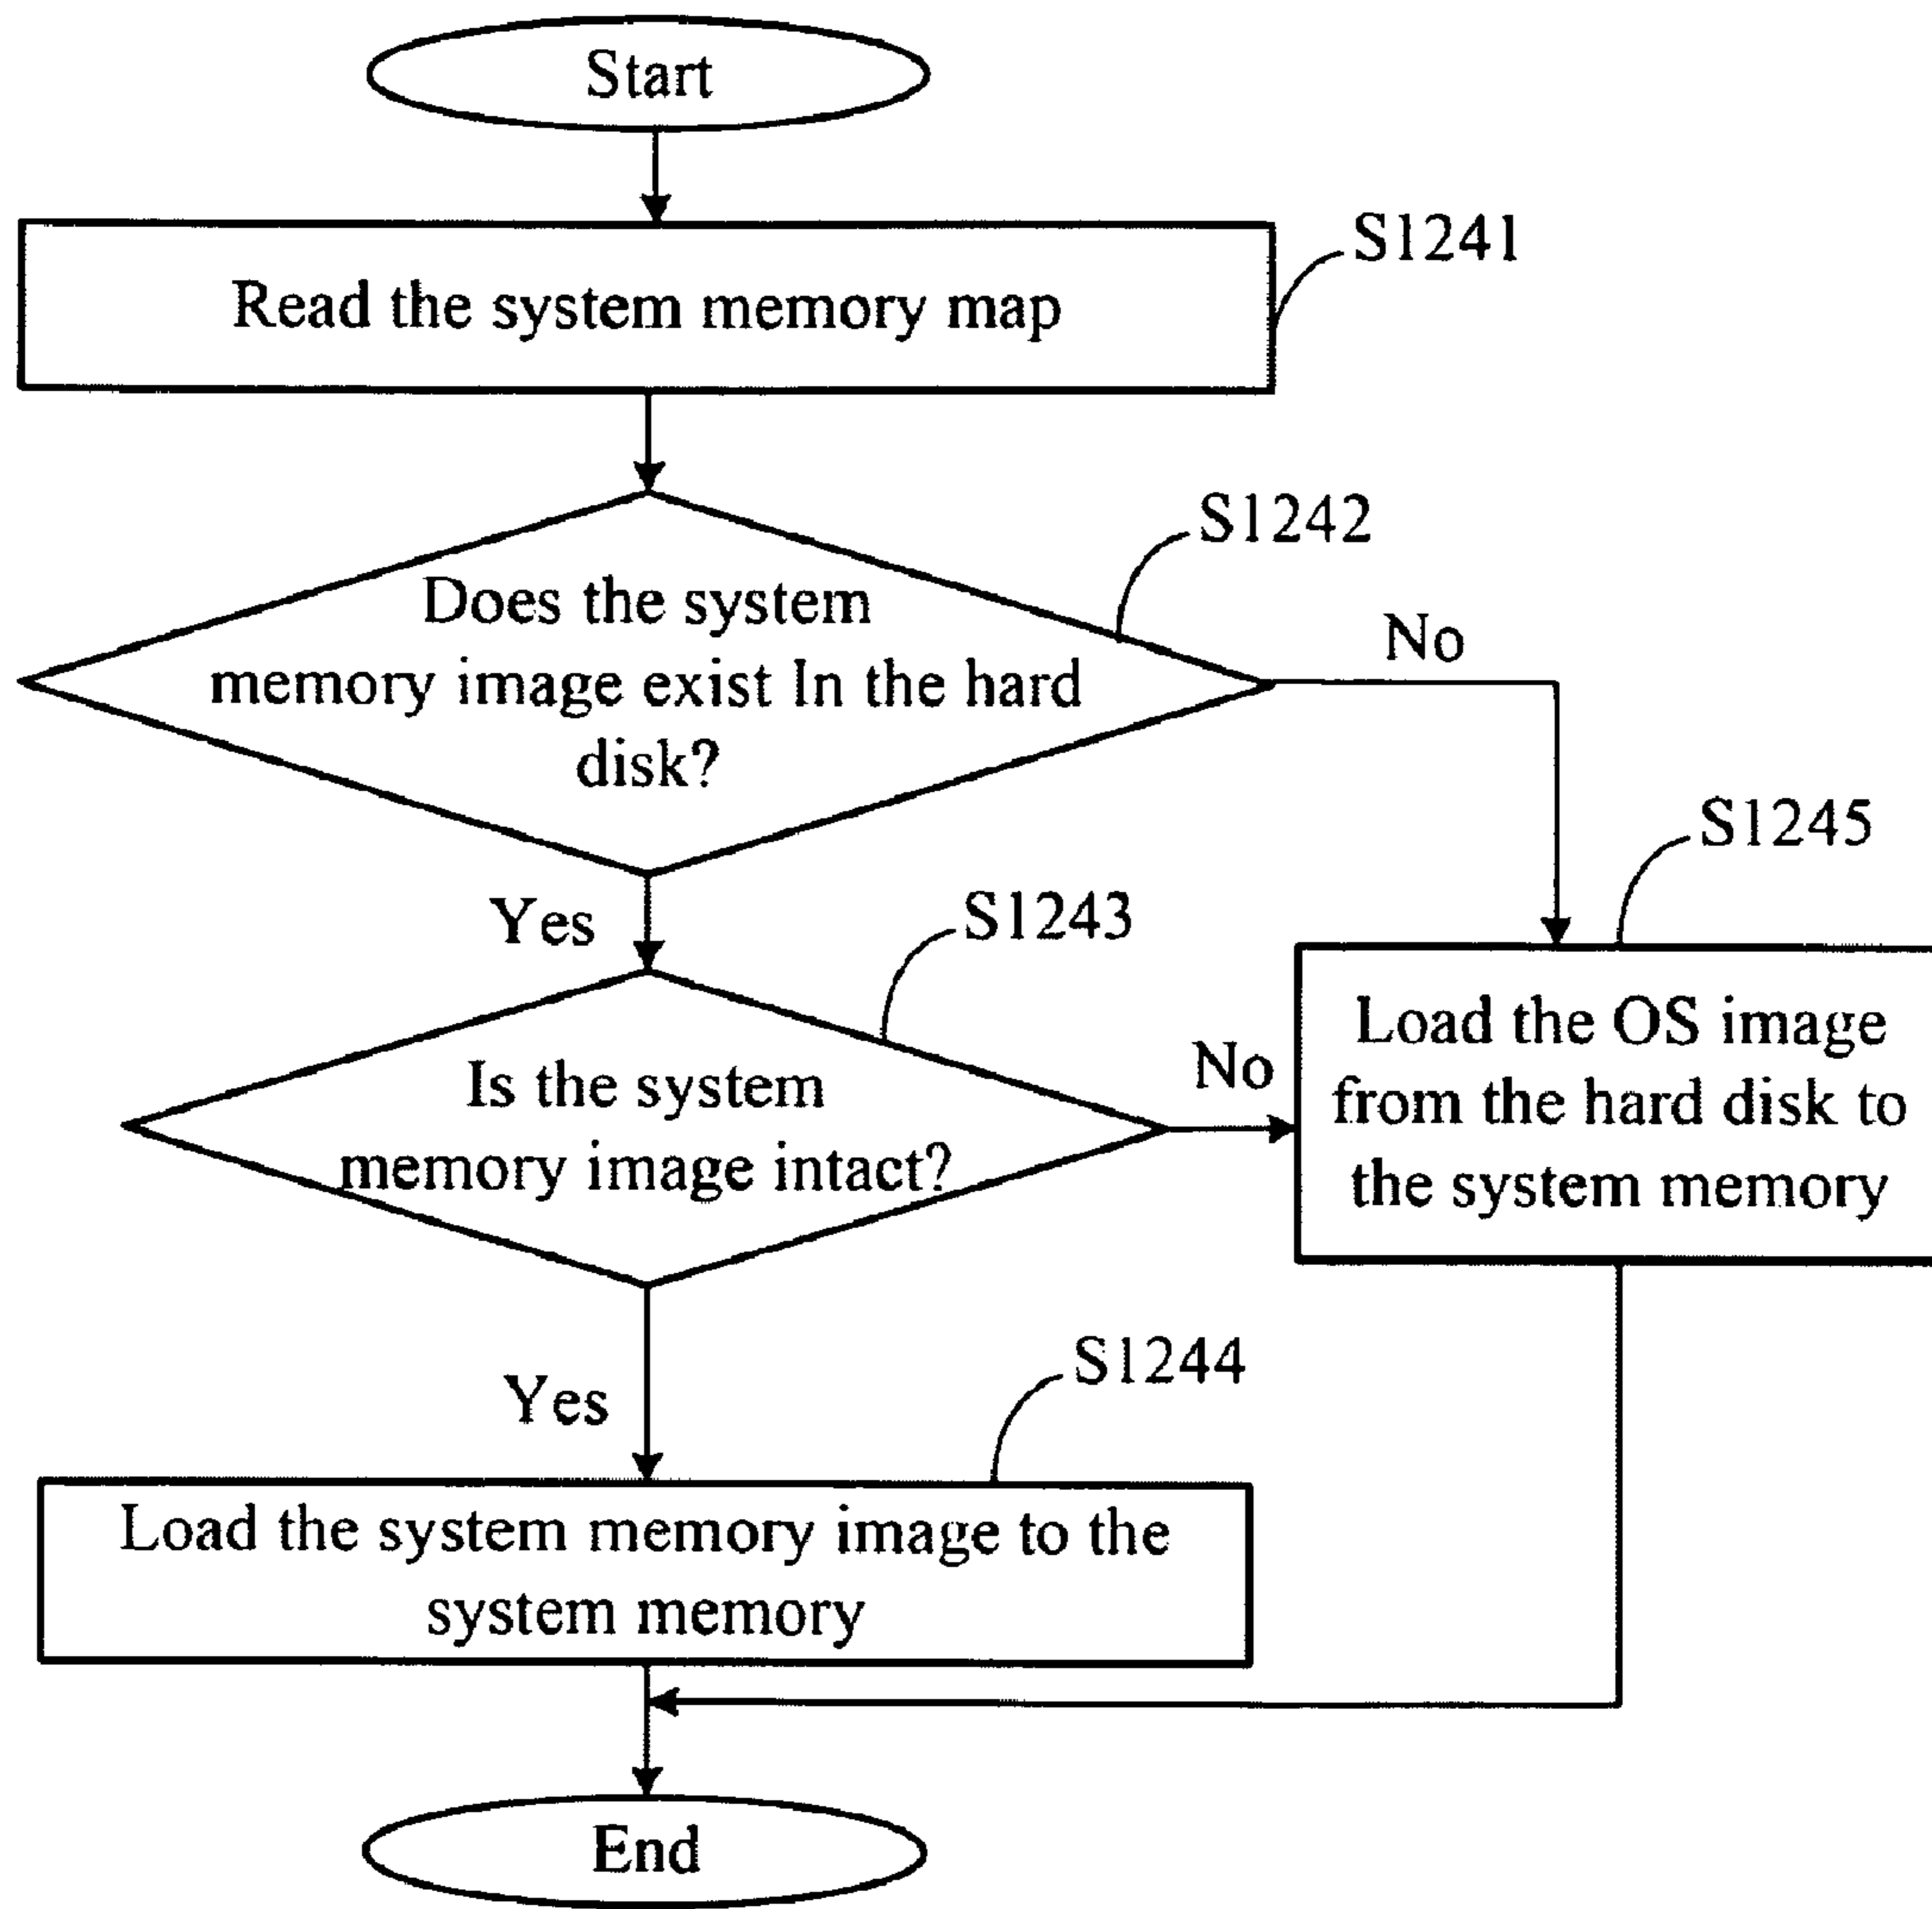 Start
S1241
Read the system memory map
S1242
Does the system
memory image exist In the hard
disk?
No
S1245
Yes
S1243
Load the OS image
from the hard disk to
the system memory
No
Is the system
memory image intact?
Yes
S1244
Load the system memory image to the
system memory
End